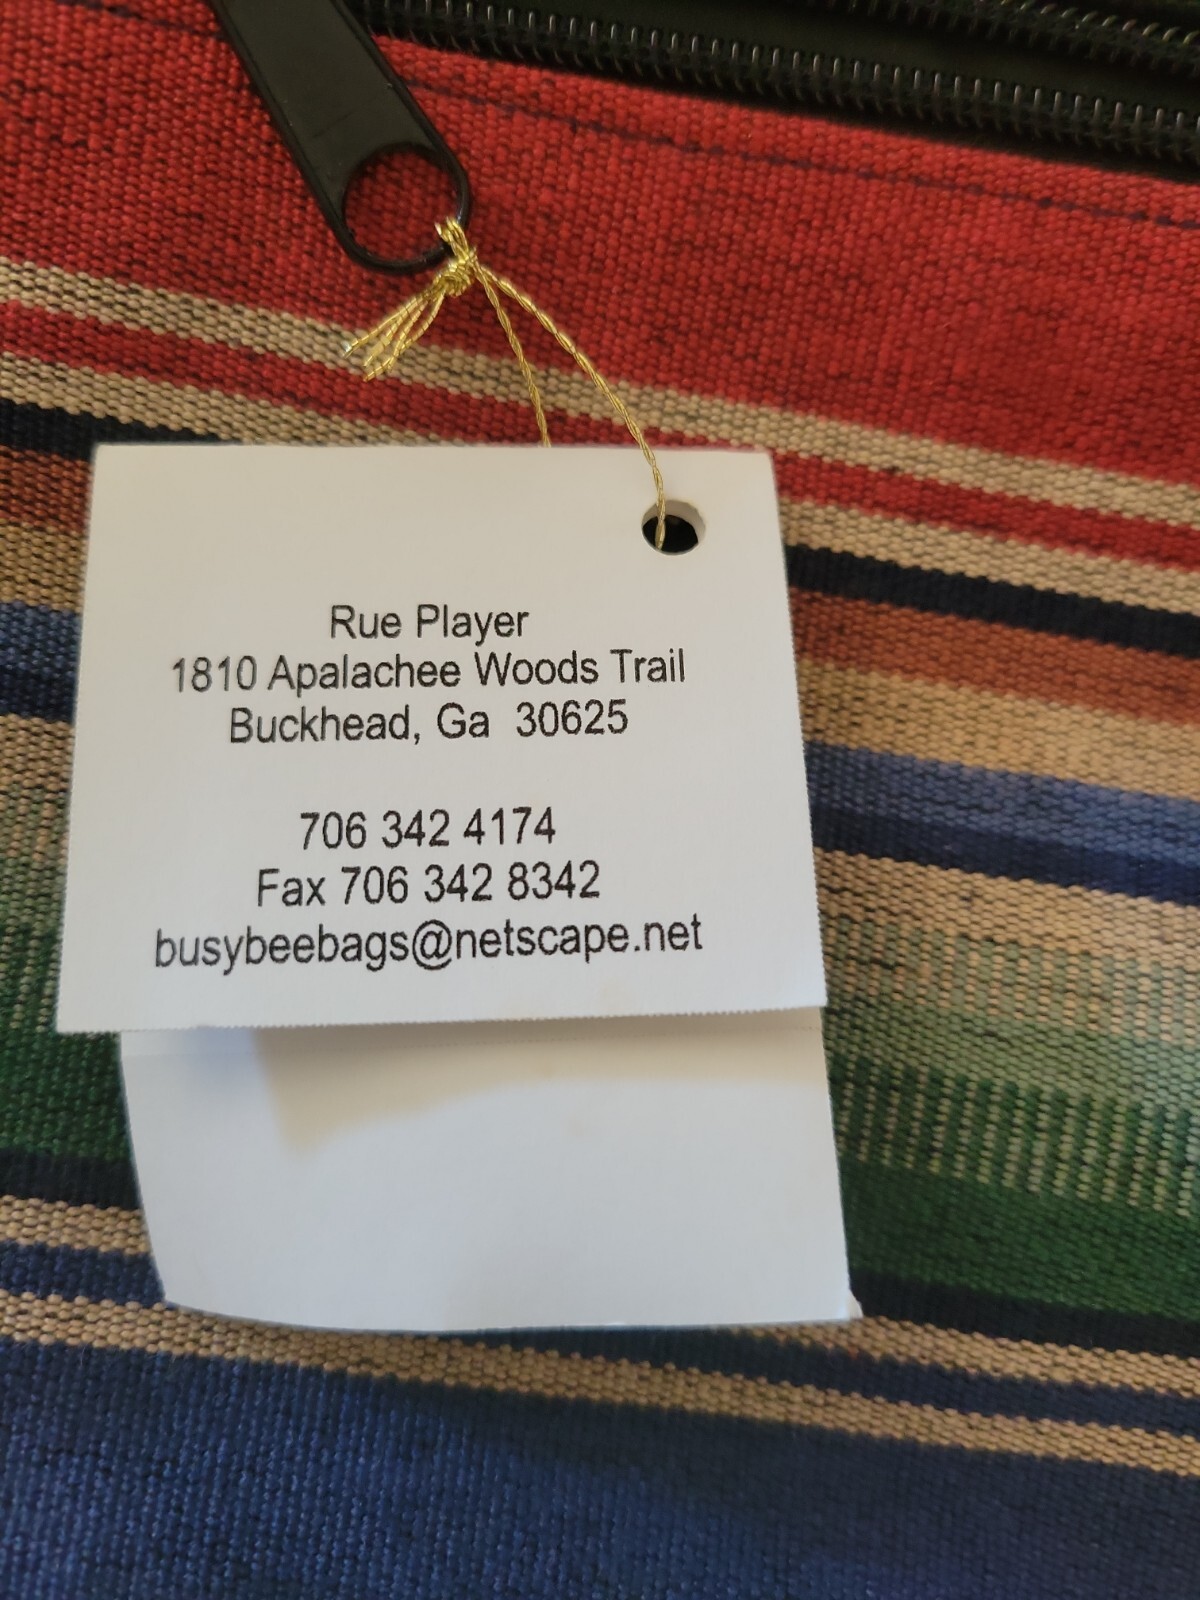 Rue Player
1810 Apalachee Woods Trail
Buckhead, Ga 30625
706 342 4174
Fax 706 342 8342
busybeebags@netscape.net